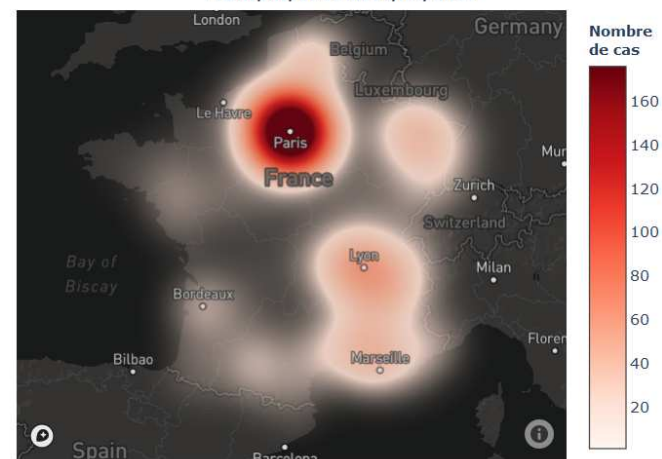 London
Germany
Belgium
Luxembourg
Le Havre
Paris
Mur
France
Zurich
Switzerland
Lyon
Milan
Bay of
Biscay
Bordeaux
Floren
Bilbao
Marseille
Spain
Barcelona
Nombre
de cas
160
140
120
100
80
60
40
20